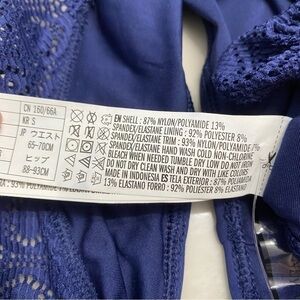 CN 160/66A
KR S
JP ウエスト
65-70CM
ヒップ
88-93CM
EN SHELL : 87% NYLON/POLYAMIDE 13%
SPANDEX/ELASTANE LINING : 92% POLYESTER 8%
SPANDEX/ELASTANE TRIM : 93% NYLON/POLYAMIDE 7%
SPANDEX/ELASTANE HAND WASH COLD NON-CHLORINE
BLEACH WHEN NEEDED TUMBLE DRY LOW DO NOT IRON
DO NOT DRY CLEAN WASH AND DRY WITH LIKE COLORS
MADE IN INDONESIA ES TELA EXTERIOR : 87% POLIAMIDA
13% ELASTANO FORRO : 92% POLIÉSTER 8% ELASTANO
: 93% POLIAMIDA